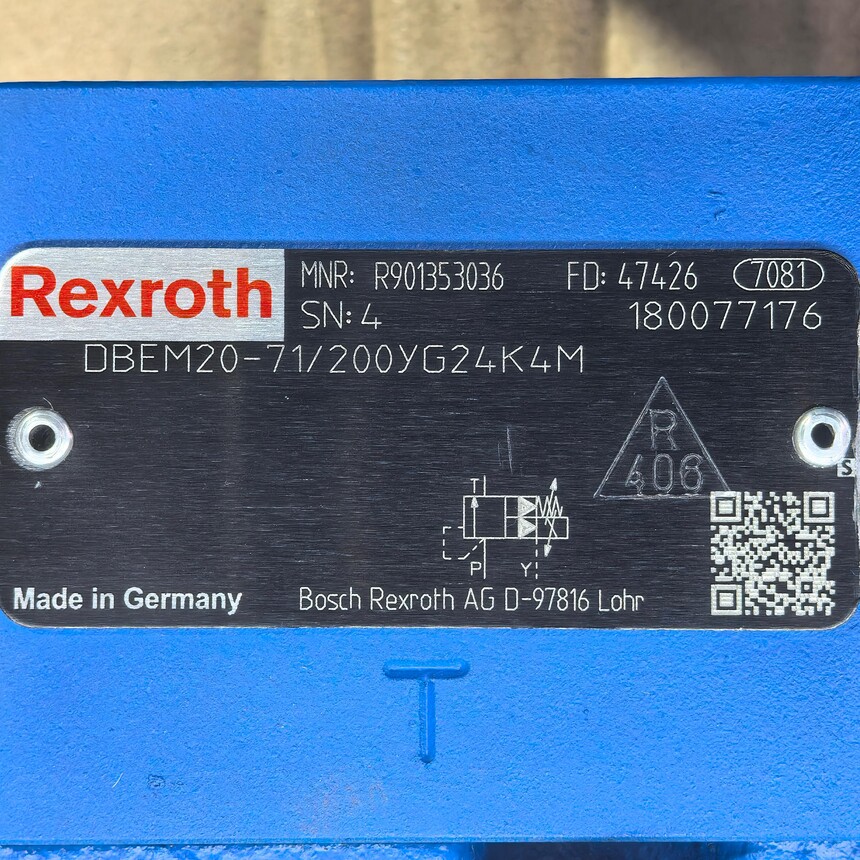 Rexroth
MNR: R901353036 FD: 47426 7081
SN: 4 180077176
DBEM20-71/200YG24K4M
R
406
S
T
P Y
Made in Germany Bosch Rexroth AG D-97816 Lohr
T